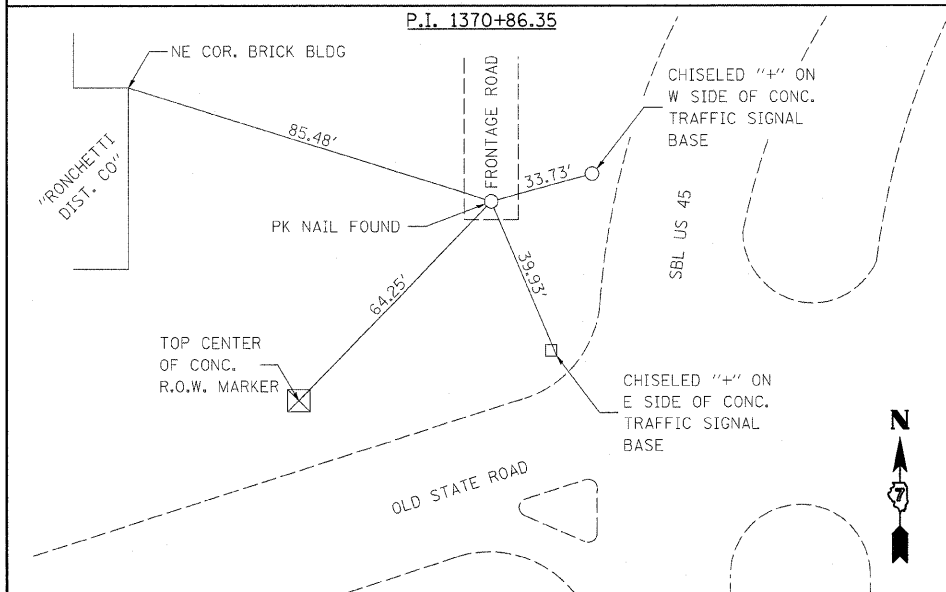 P.I. 1370+86.35
NE COR. BRICK BLDG
"RONCHETTI
DIST. CO"
85.48'
FRONTAGE ROAD
33.73'
CHISELED "+" ON
W SIDE OF CONC.
TRAFFIC SIGNAL
BASE
PK NAIL FOUND
SBL US 45
39.93'
64.25'
TOP CENTER
OF CONC.
R.O.W. MARKER
CHISELED "+" ON
E SIDE OF CONC.
TRAFFIC SIGNAL
BASE
OLD STATE ROAD
N
7